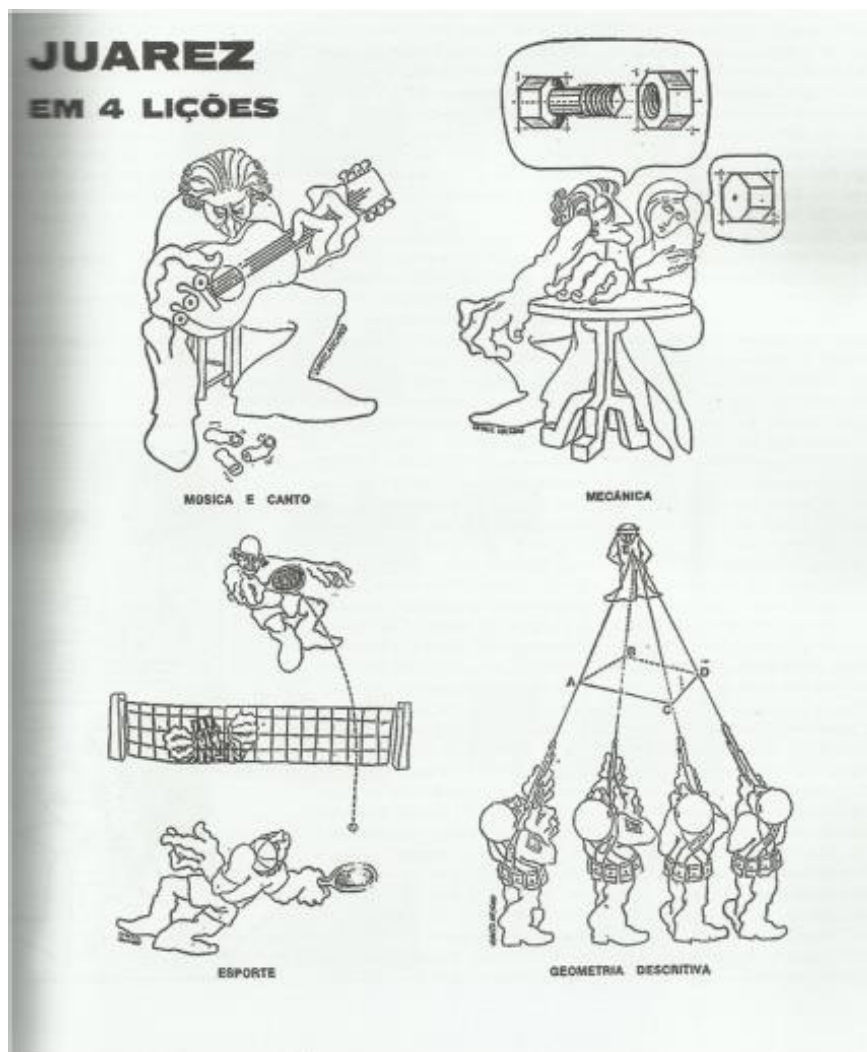 JUAREZ
EM 4 LIÇÕES
MÚSICA E CANTO
MECÂNICA
A
B
C
D
ESPORTE
GEOMETRIA DESCRITIVA